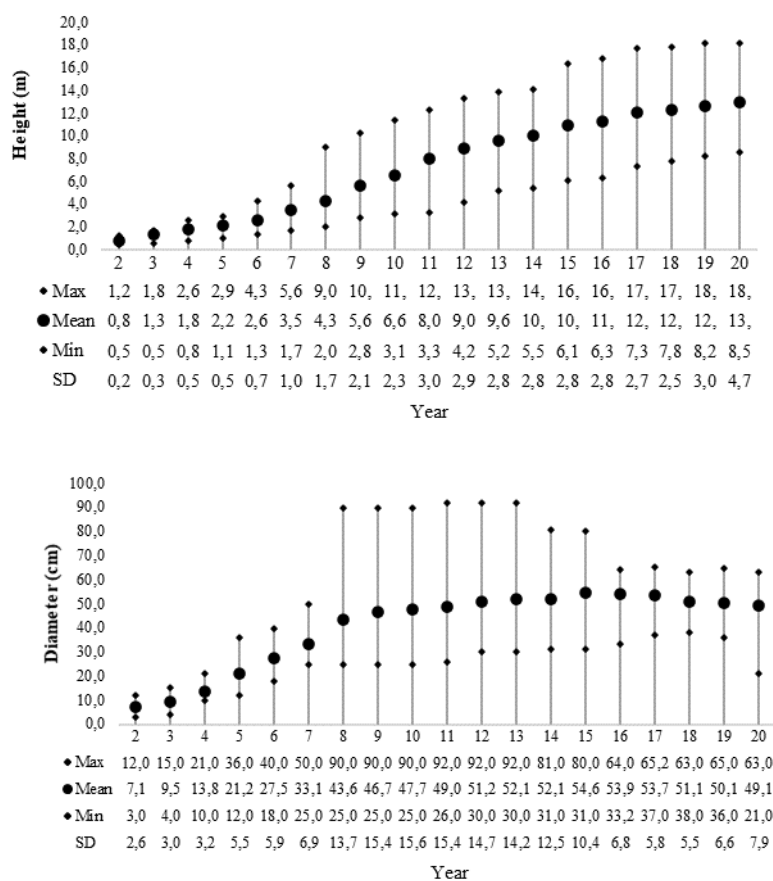 20,0
18,0
16,0
14,0
12,0
10,0
8,0
6,0
4,0
2,0
0,0
Height (m)
2 3 4 5 6 7 8 9 10 11 12 13 14 15 16 17 18 19 20
Max 1,2 1,8 2,6 2,9 4,3 5,6 9,0 10, 11, 12, 13, 13, 14, 16, 16, 17, 17, 18, 18,
Mean 0,8 1,3 1,8 2,2 2,6 3,5 4,3 5,6 6,6 8,0 9,0 9,6 10, 10, 11, 12, 12, 12, 13,
Min 0,5 0,5 0,8 1,1 1,3 1,7 2,0 2,8 3,1 3,3 4,2 5,2 5,5 6,1 6,3 7,3 7,8 8,2 8,5
SD 0,2 0,3 0,5 0,5 0,7 1,0 1,7 2,1 2,3 3,0 2,9 2,8 2,8 2,8 2,8 2,7 2,5 3,0 4,7
Year
100,0
90,0
80,0
70,0
60,0
50,0
40,0
30,0
20,0
10,0
0,0
Diameter (cm)
2 3 4 5 6 7 8 9 10 11 12 13 14 15 16 17 18 19 20
Max 12,0 15,0 21,0 36,0 40,0 50,0 90,0 90,0 90,0 92,0 92,0 92,0 81,0 80,0 64,0 65,2 63,0 65,0 63,0
Mean 7,1 9,5 13,8 21,2 27,5 33,1 43,6 46,7 47,7 49,0 51,2 52,1 52,1 54,6 53,9 53,7 51,1 50,1 49,1
Min 3,0 4,0 10,0 12,0 18,0 25,0 25,0 25,0 25,0 26,0 30,0 30,0 31,0 31,0 33,2 37,0 38,0 36,0 21,0
SD 2,6 3,0 3,2 5,5 5,9 6,9 13,7 15,4 15,6 15,4 14,7 14,2 12,5 10,4 6,8 5,8 5,5 6,6 7,9
Year